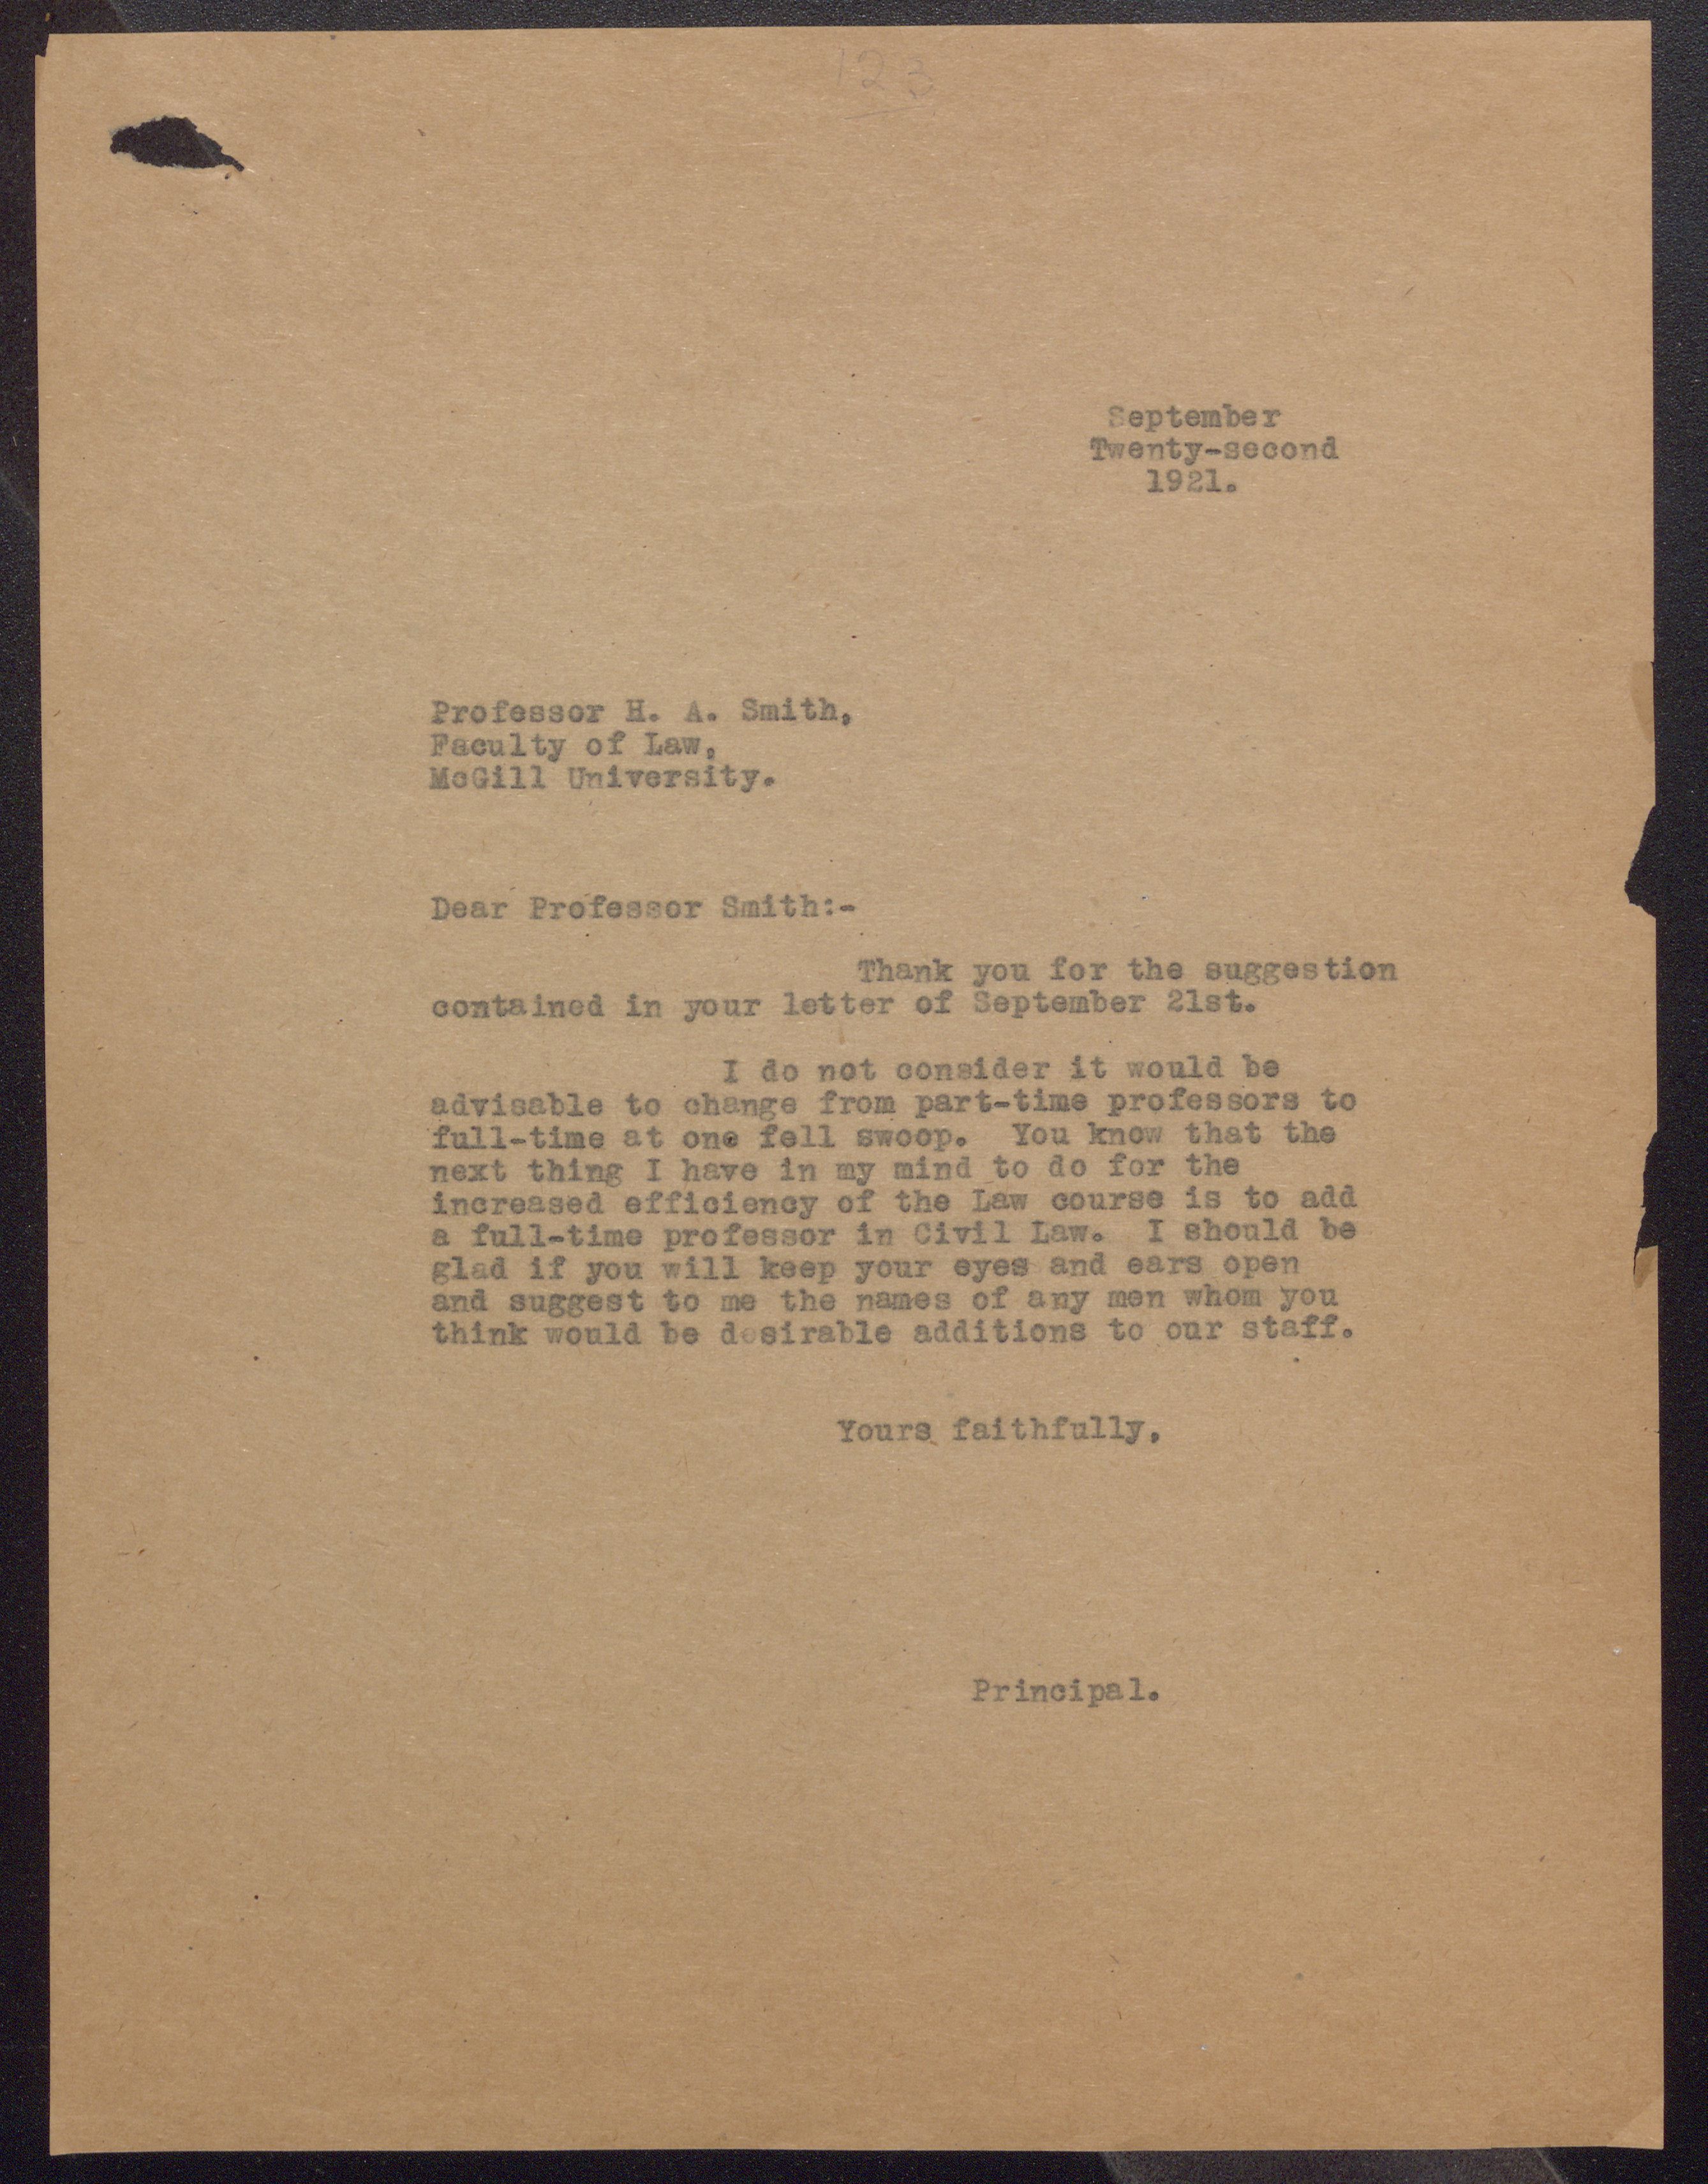 123
September
Twenty-second
1921.
Professor H. A. Smith,
Faculty of Law,
McGill University.
Dear Professor Smith:-
Thank you for the suggestion
contained in your letter of September 21st.
I do not consider it would be
advisable to change from part-time professors to
full-time at one fell swoop. You know that the
next thing I have in my mind to do for the
increased efficiency of the Law course is to add
a full-time professor in Civil Law. I should be
glad if you will keep your eyes and ears open
and suggest to me the names of any men whom you
think would be desirable additions to our staff.
Yours faithfully,
Principal.